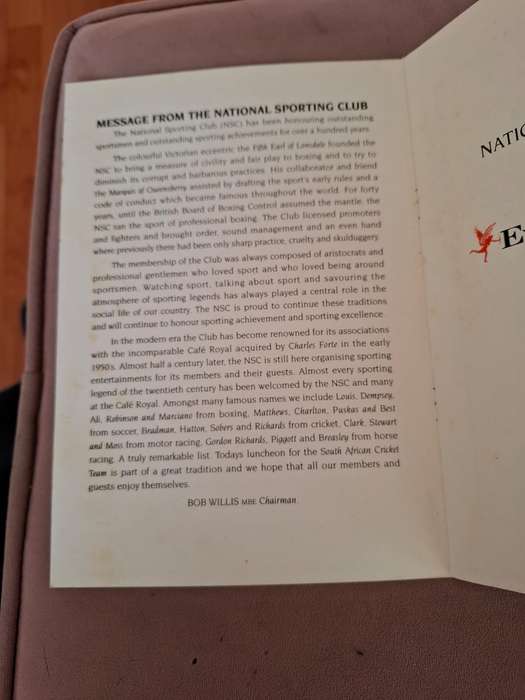 MESSAGE FROM THE NATIONAL SPORTING CLUB
The National Sporting Club (NSC) has been honouring outstanding
sportsmen and outstanding sporting achievements for over a hundred years.
The colourful Victorian eccentric the Fifth Earl of Lonsdale founded the
NSC to bring a measure of civility and fair play to boxing and to try to
diminish its corrupt and barbarous practices. His collaborator and friend
the Marquis of Queensberry assisted by drafting the sport's early rules and a
code of conduct which became famous throughout the world. For forty
years, until the British Board of Boxing Control assumed the mantle, the
NSC ran the sport of professional boxing. The Club licensed promoters
and fighters and brought order, sound management and an even hand
where previously there had been only sharp practice, cruelty and skulduggery.
The membership of the Club was always composed of aristocrats and
professional gentlemen who loved sport and who loved being around
sportsmen. Watching sport, talking about sport and savouring the
atmosphere of sporting legends has always played a central role in the
social life of our country. The NSC is proud to continue these traditions
and will continue to honour sporting achievement and sporting excellence.
In the modern era the Club has become renowned for its associations
with the incomparable Café Royal acquired by Charles Forte in the early
1950's. Almost half a century later, the NSC is still here organising sporting
entertainments for its members and their guests. Almost every sporting
legend of the twentieth century has been welcomed by the NSC and many
at the Café Royal. Amongst many famous names we include Louis, Dempsey,
Ali, Robinson and Marciano from boxing, Matthews, Charlton, Puskas and Best
from soccer, Bradman, Hutton, Sobers and Richards from cricket, Clark, Stewart
and Moss from motor racing, Gordon Richards, Piggott and Breasley from horse
racing. A truly remarkable list. Todays luncheon for the South African Cricket
Team is part of a great tradition and we hope that all our members and
guests enjoy themselves.
BOB WILLIS MBE Chairman.
NATIO
E